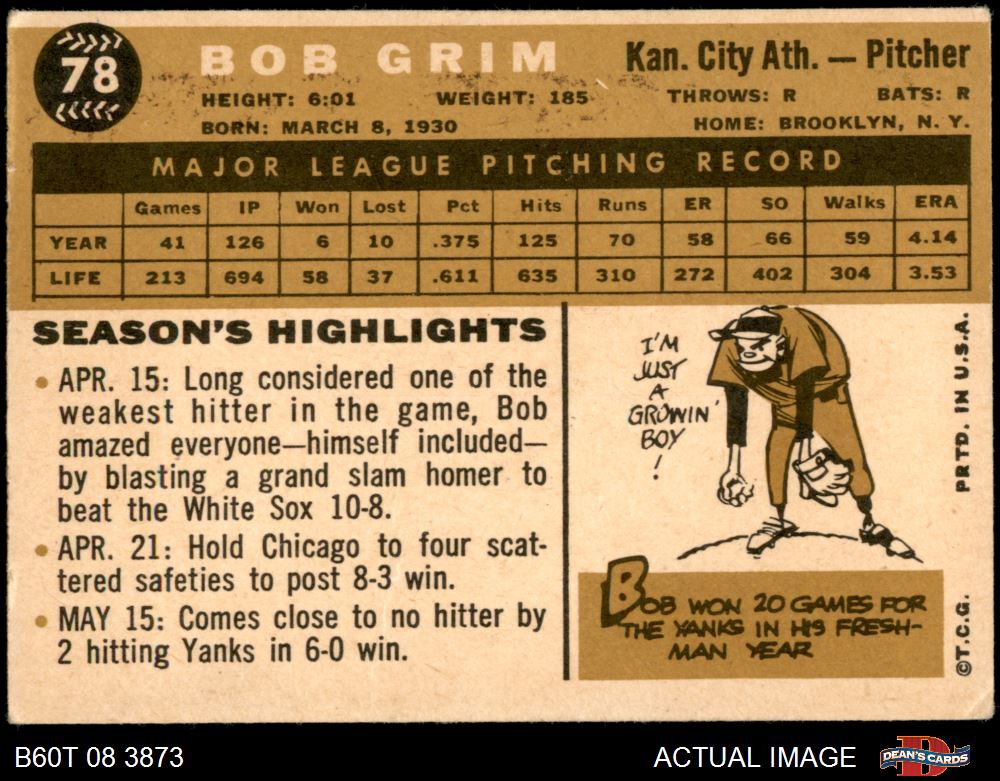 78
BOB GRIM
Kan. City Ath. — Pitcher
HEIGHT: 6:01 WEIGHT: 185 THROWS: R BATS: R
BORN: MARCH 8, 1930 HOME: BROOKLYN, N. Y.
MAJOR LEAGUE PITCHING RECORD
Games IP Won Lost Pct Hits Runs ER SO Walks ERA
YEAR 41 126 6 10 .375 125 70 58 66 59 4.14
LIFE 213 694 58 37 .611 635 310 272 402 304 3.53
SEASON'S HIGHLIGHTS
• APR. 15: Long considered one of the
weakest hitter in the game, Bob
amazed everyone—himself included—
by blasting a grand slam homer to
beat the White Sox 10-8.
• APR. 21: Hold Chicago to four scat-
tered safeties to post 8-3 win.
• MAY 15: Comes close to no hitter by
2 hitting Yanks in 6-0 win.
I'M
JUST
A
GROWIN'
BOY
!
BOB WON 20 GAMES FOR
THE YANKS IN HIS FRESH-
MAN YEAR
©T.C.G. PRTD. IN U.S.A.
B60T 08 3873
ACTUAL IMAGE
DEAN'S CARDS